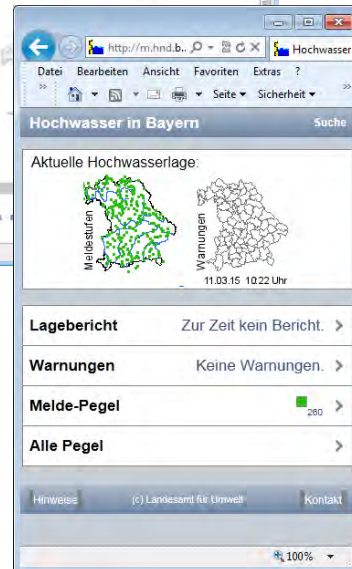 http://m.hnd.b..
Hochwasser
Datei Bearbeiten Ansicht Favoriten Extras ?
Seite Sicherheit
Hochwasser in Bayern Suche
Aktuelle Hochwasserlage:
Meldestufen
Warnungen
11.03.15 10:22 Uhr
Lagebericht Zur Zeit kein Bericht.
Warnungen Keine Warnungen.
Melde-Pegel 260
Alle Pegel
Hinweise (c) Landesamt für Umwelt Kontakt
100%